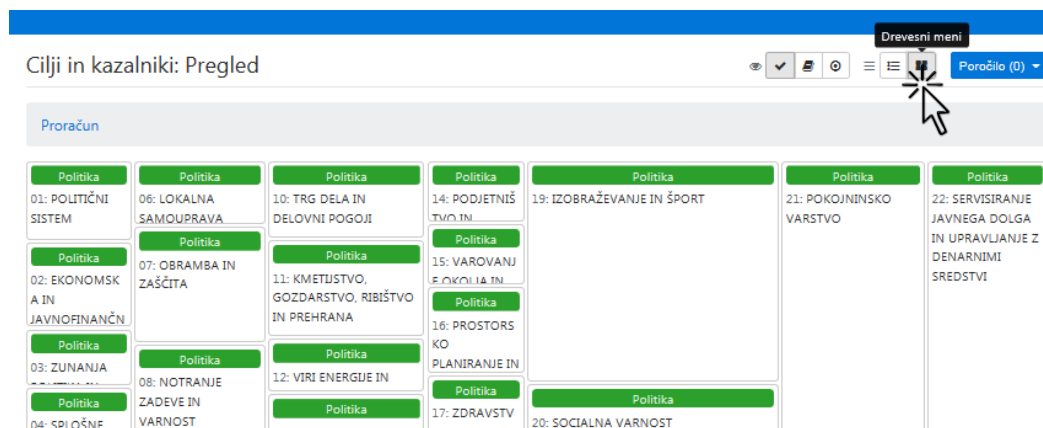 Drevesni meni
Cilji in kazalniki: Pregled
Poročilo (0)
Proračun
Politika
01: POLITIČNI
SISTEM
Politika
02: EKONOMSK
A IN
JAVNOFINANČN
Politika
03: ZUNANJA
Politika
04: SPLOŠNE
Politika
06: LOKALNA
SAMOUPRAVA
Politika
07: OBRAMBA IN
ZAŠČITA
Politika
08: NOTRANJE
ZADEVE IN
VARNOST
Politika
10: TRG DELA IN
DELOVNI POGOJI
Politika
11: KMETIJSTVO,
GOZDARSTVO, RIBIŠTVO
IN PREHRANA
Politika
12: VIRI ENERGIJE IN
Politika
Politika
14: PODJETNIŠ
TVO IN
Politika
15: VAROVANJ
E OKOLJA IN
Politika
16: PROSTORS
KO
PLANIRANJE IN
Politika
17: ZDRAVSTV
Politika
19: IZOBRAŽEVANJE IN ŠPORT
Politika
20: SOCIALNA VARNOST
Politika
21: POKOJNINSKO
VARSTVO
Politika
22: SERVISIRANJE
JAVNEGA DOLGA
IN UPRAVLJANJE Z
DENARNIMI
SREDSTVI